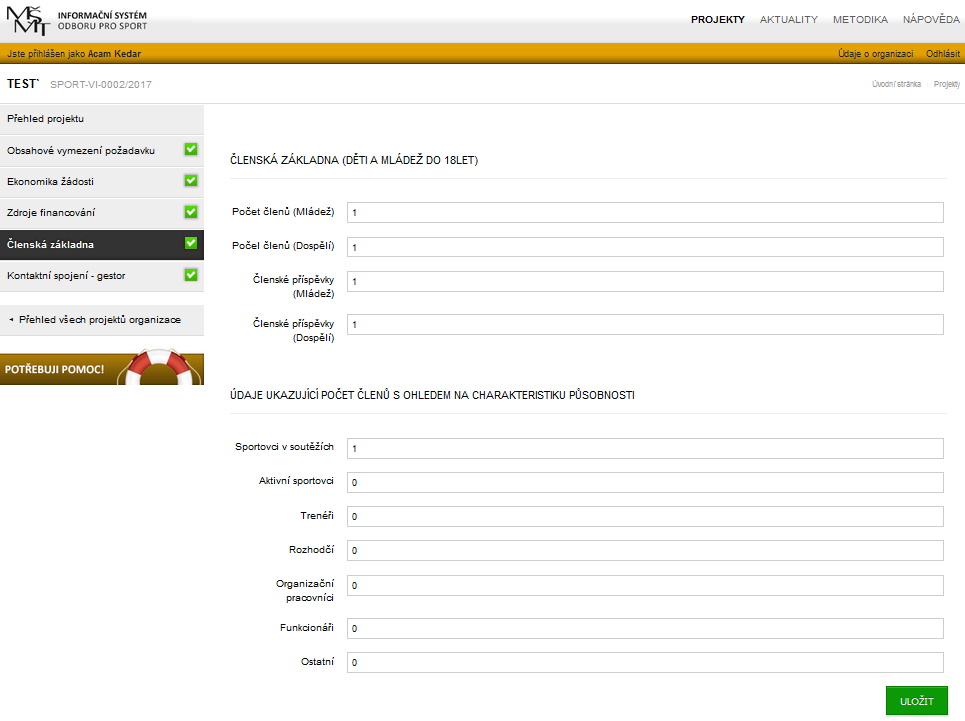 MŠMT INFORMAČNÍ SYSTÉM
ODBORU PRO SPORT
PROJEKTY AKTUALITY METODIKA NÁPOVĚDA
Jste přihlášen jako Acam Kedar
Údaje o organizaci Odhlásit
TEST` SPORT-VI-0002/2017
Úvodní stránka Projekty
Přehled projektu
Obsahové vymezení požadavku
Ekonomika žádosti
Zdroje financování
Členská základna
Kontaktní spojení - gestor
Přehled všech projektů organizace
POTŘEBUJI POMOC!
ČLENSKÁ ZÁKLADNA (DĚTI A MLÁDEŽ DO 18LET)
Počet členů (Mládež) 1
Počel členů (Dospělí) 1
Členské příspěvky 1
(Mládež)
Členské příspěvky 1
(Dospělí)
ÚDAJE UKAZUJÍCÍ POČET ČLENŮ S OHLEDEM NA CHARAKTERISTIKU PŮSOBNOSTI
Sportovci v soutěžích 1
Aktivní sportovci 0
Trenéři 0
Rozhodčí 0
Organizační 0
pracovníci
Funkcionáři 0
Ostatní 0
ULOŽIT